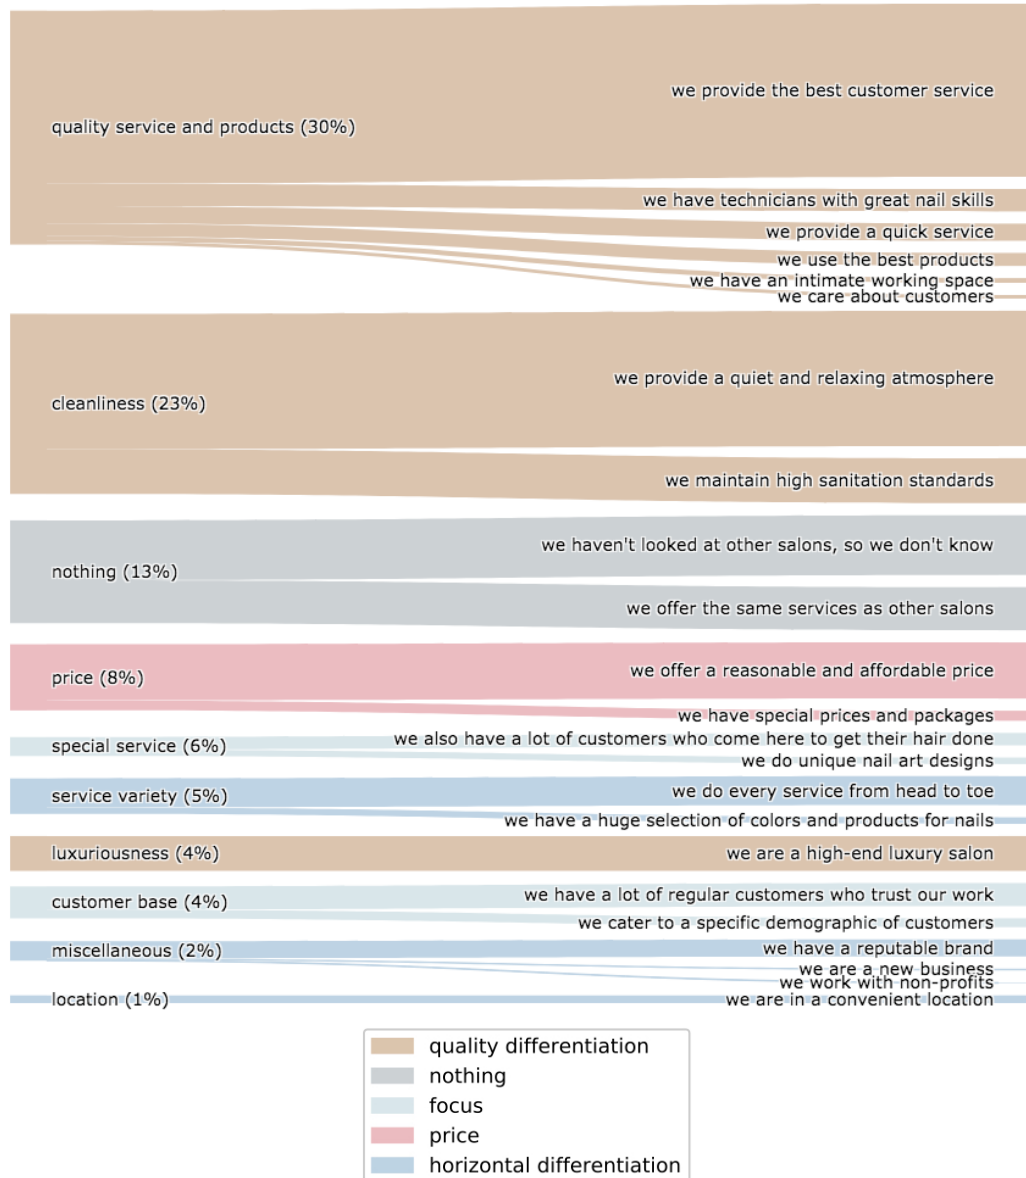 we provide the best customer service
quality service and products (30%)
we have technicians with great nail skills
we provide a quick service
we use the best products
we have an intimate working space
we care about customers
we provide a quiet and relaxing atmosphere
cleanliness (23%)
we maintain high sanitation standards
we haven't looked at other salons, so we don't know
nothing (13%)
we offer the same services as other salons
we offer a reasonable and affordable price
price (8%)
we have special prices and packages
special service (6%)
we also have a lot of customers who come here to get their hair done
we do unique nail art designs
service variety (5%)
we do every service from head to toe
we have a huge selection of colors and products for nails
luxuriousness (4%)
we are a high-end luxury salon
customer base (4%)
we have a lot of regular customers who trust our work
we cater to a specific demographic of customers
miscellaneous (2%)
we have a reputable brand
we are a new business
we work with non-profits
location (1%)
we are in a convenient location
quality differentiation
nothing
focus
price
horizontal differentiation